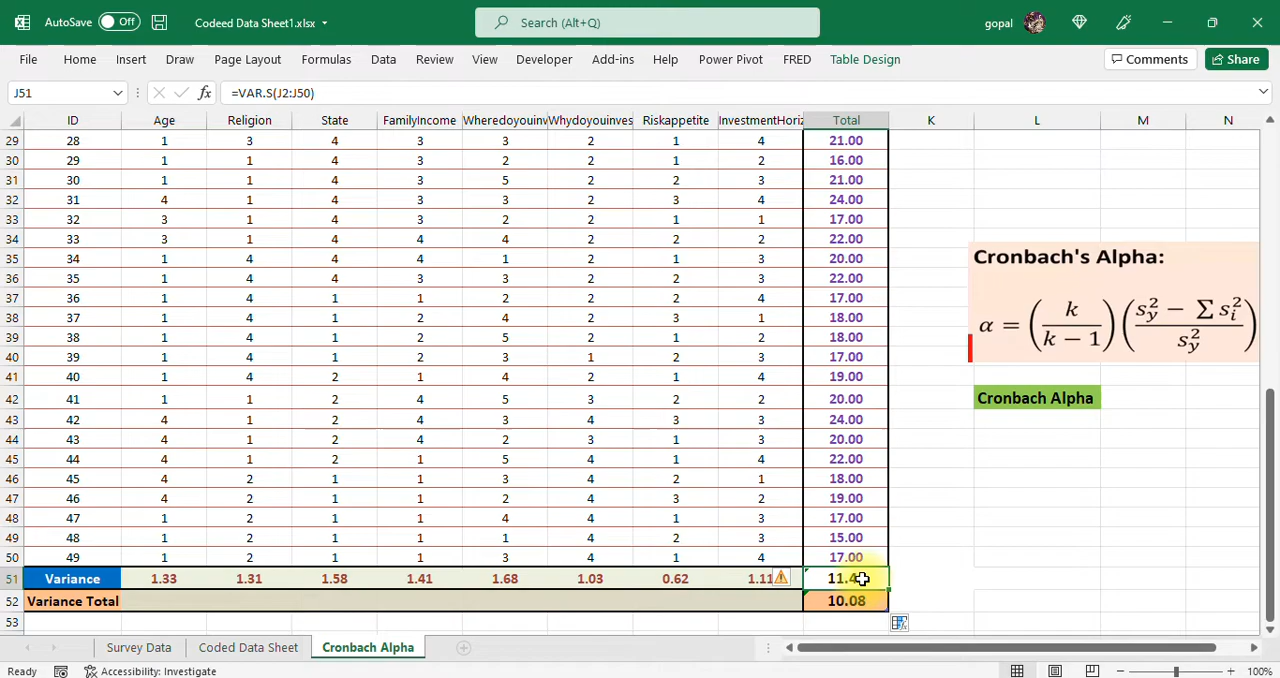 AutoSave Off Codeed Data Sheet1.xlsx Search (Alt+Q) gopal
File Home Insert Draw Page Layout Formulas Data Review View Developer Add-ins Help Power Pivot FRED Table Design Comments Share
J51 fx =VAR.S(J2:J50)
ID Age Religion State FamilyIncome Wheredoyouinv Whydoyouinves Riskappetite InvestmentHoriz Total K L M N
29 28 1 3 4 3 3 2 1 4 21.00
30 29 1 1 4 3 2 2 1 2 16.00
31 30 1 1 4 3 5 2 2 3 21.00
32 31 4 1 4 3 3 2 3 4 24.00
33 32 3 1 4 3 2 2 1 1 17.00
34 33 3 1 4 4 4 2 2 2 22.00
35 34 1 4 4 4 1 2 1 3 20.00
36 35 1 4 4 3 3 2 2 3 22.00
37 36 1 4 1 1 2 2 2 4 17.00
38 37 1 4 1 2 4 2 3 1 18.00
39 38 1 4 1 2 5 2 1 2 18.00
40 39 1 4 1 2 3 1 2 3 17.00
41 40 1 4 2 1 4 2 1 4 19.00
42 41 1 1 2 4 5 3 2 2 20.00
43 42 4 1 2 4 3 4 3 3 24.00
44 43 4 1 2 4 2 3 1 3 20.00
45 44 4 1 2 1 5 4 1 4 22.00
46 45 4 2 1 1 3 4 2 1 18.00
47 46 4 2 1 1 2 4 3 2 19.00
48 47 1 2 1 1 4 4 1 3 17.00
49 48 1 2 1 1 1 4 2 3 15.00
50 49 1 2 1 1 3 4 1 4 17.00
51 Variance 1.33 1.31 1.58 1.41 1.68 1.03 0.62 1.11
52 Variance Total 10.08
53
Cronbach's Alpha:
α = (k / (k − 1)) ((s_y^2 − ∑ s_i^2) / s_y^2)
Cronbach Alpha
Survey Data Coded Data Sheet Cronbach Alpha
Ready Accessibility: Investigate 100%